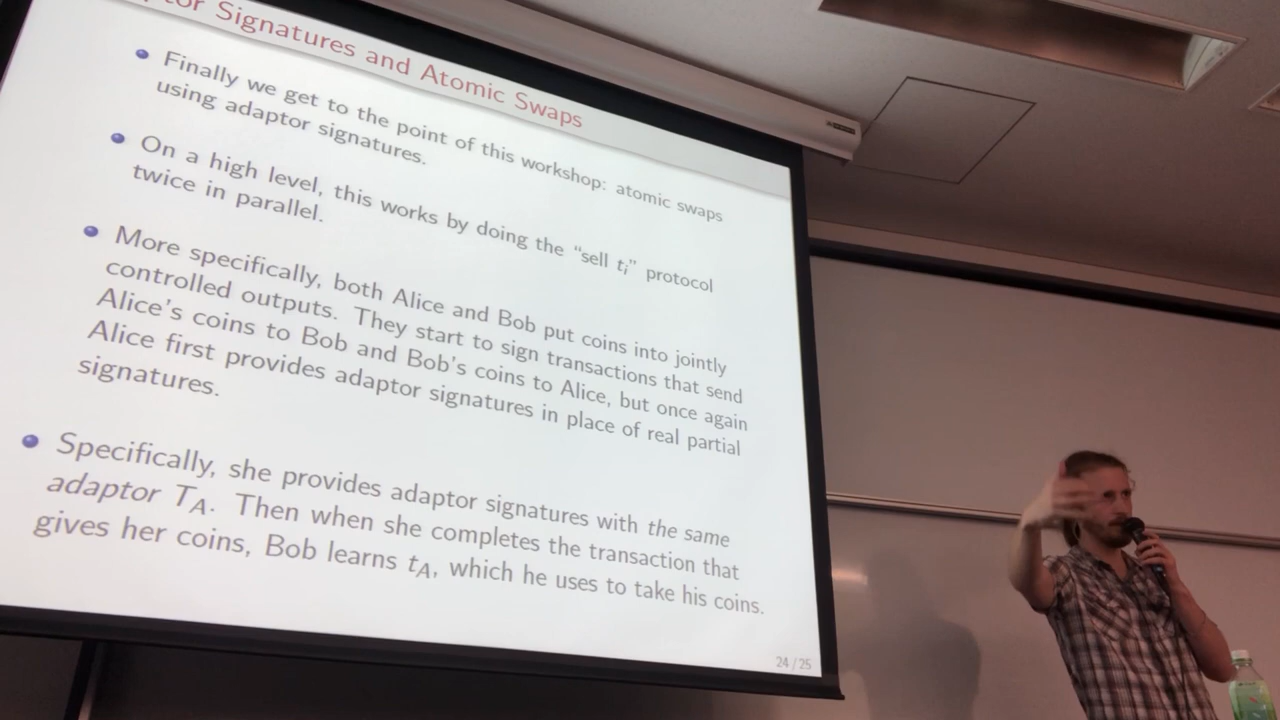 Signatures and Atomic Swaps
Finally we get to the point of this workshop: atomic swaps
using adaptor signatures.
On a high level, this works by doing the “sell tᵢ” protocol
twice in parallel.
More specifically, both Alice and Bob put coins into jointly
controlled outputs. They start to sign transactions that send
Alice's coins to Bob and Bob's coins to Alice, but once again
Alice first provides adaptor signatures in place of real partial
signatures.
Specifically, she provides adaptor signatures with the same
adaptor T_A. Then when she completes the transaction that
gives her coins, Bob learns t_A, which he uses to take his coins.
24 / 25